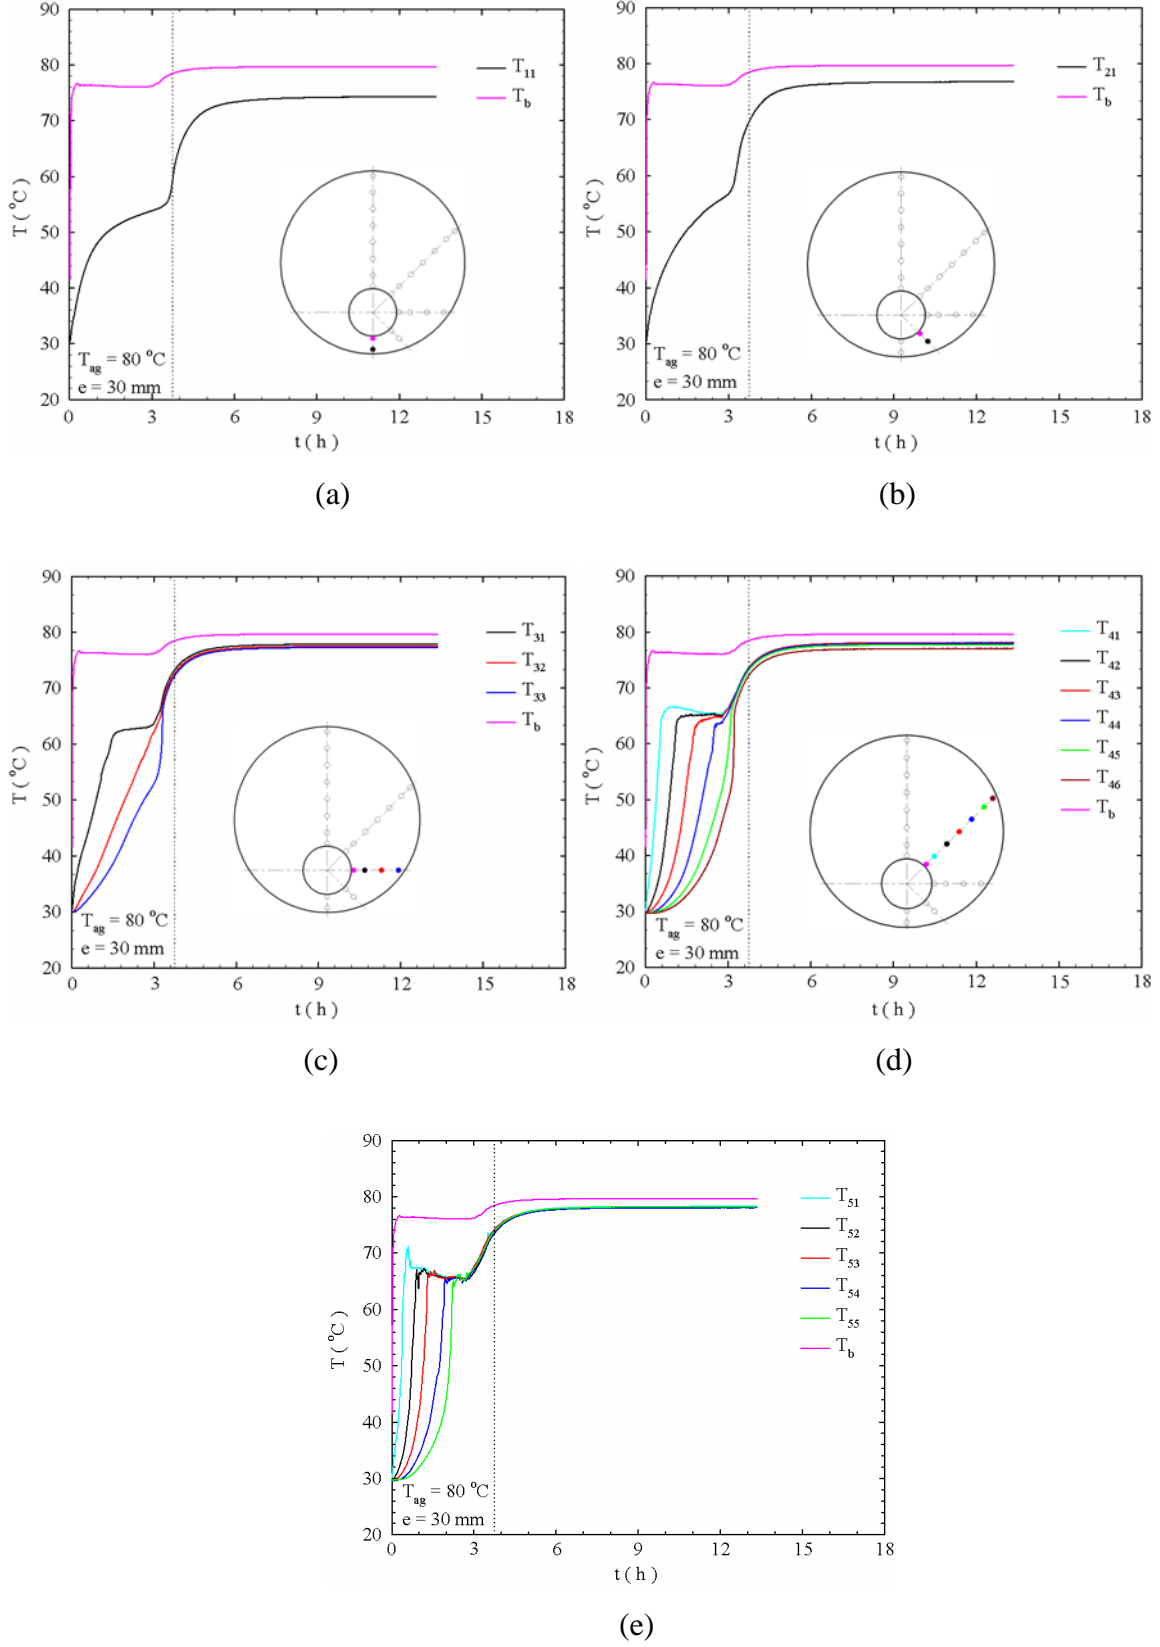 90
80
70
60
50
40
30
20
T ( °C )
T11
Tb
Tag = 80 °C
e = 30 mm
0 3 6 9 12 15 18
t ( h )
(a)
90
80
70
60
50
40
30
20
T ( °C )
T21
Tb
Tag = 80 °C
e = 30 mm
0 3 6 9 12 15 18
t ( h )
(b)
90
80
70
60
50
40
30
20
T ( °C )
T31
T32
T33
Tb
Tag = 80 °C
e = 30 mm
0 3 6 9 12 15 18
t ( h )
(c)
90
80
70
60
50
40
30
20
T ( °C )
T41
T42
T43
T44
T45
T46
Tb
Tag = 80 °C
e = 30 mm
0 3 6 9 12 15 18
t ( h )
(d)
90
80
70
60
50
40
30
20
T ( °C )
T51
T52
T53
T54
T55
Tb
Tag = 80 °C
e = 30 mm
0 3 6 9 12 15 18
t ( h )
(e)